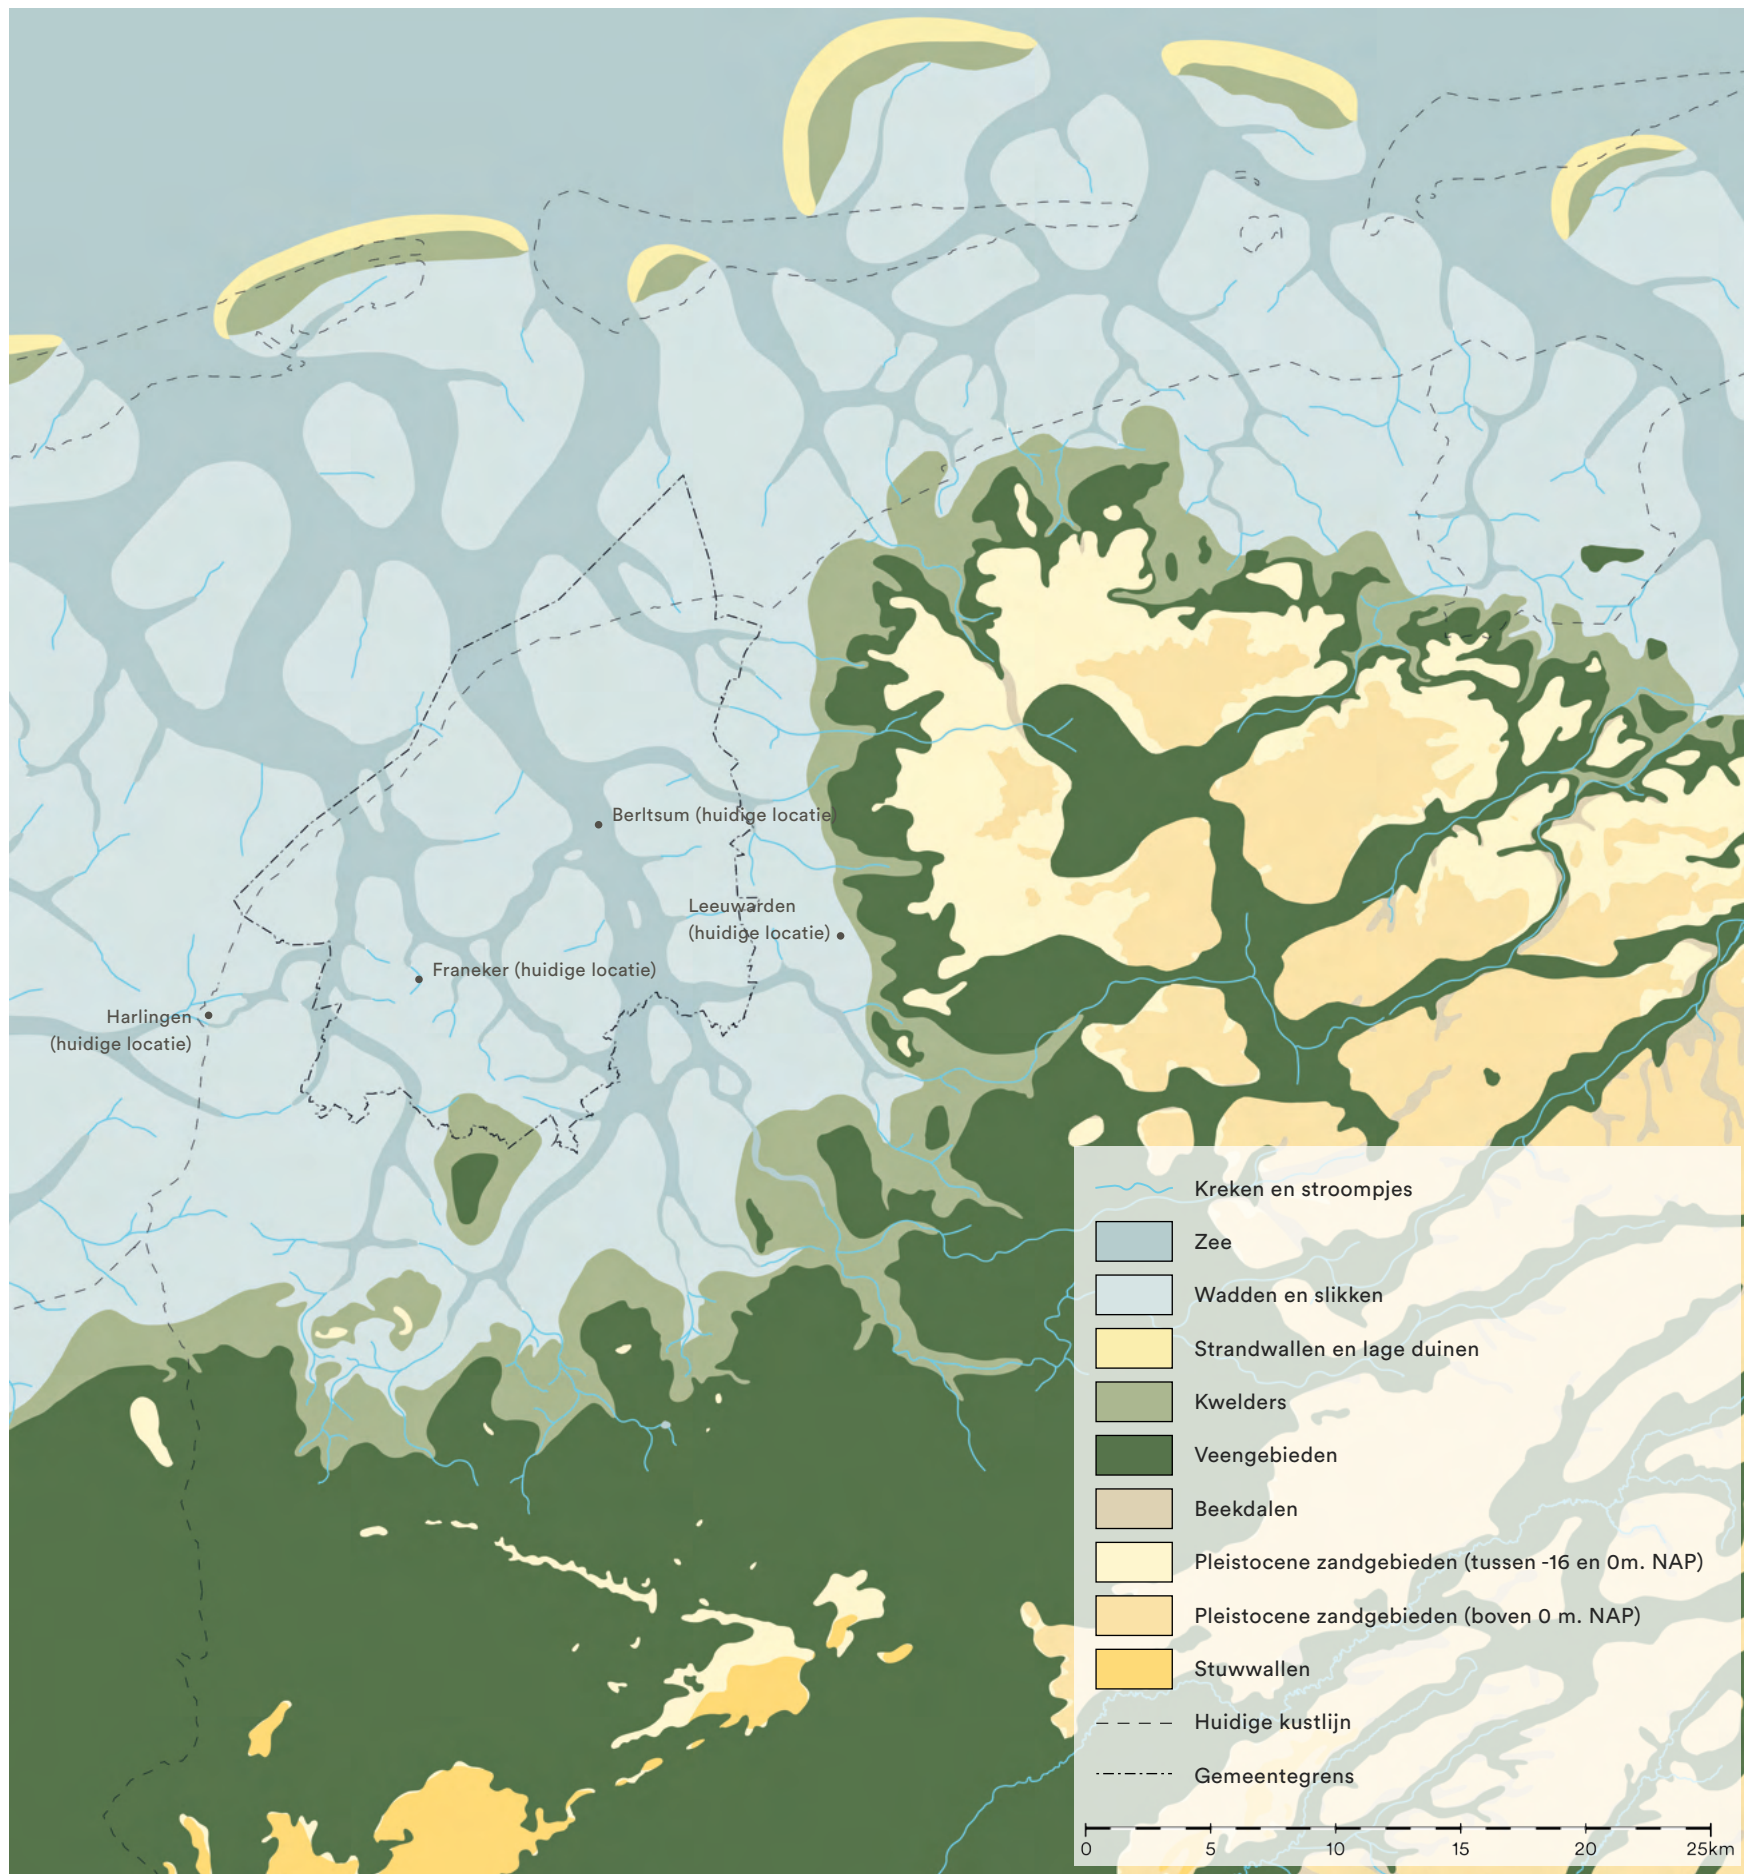 Berltsum (huidige locatie)
Leeuwarden
(huidige locatie)
Franeker (huidige locatie)
Harlingen
(huidige locatie)
Kreken en stroompjes
Zee
Wadden en slikken
Strandwallen en lage duinen
Kwelders
Veengebieden
Beekdalen
Pleistocene zandgebieden (tussen -16 en 0m. NAP)
Pleistocene zandgebieden (boven 0 m. NAP)
Stuwwallen
Huidige kustlijn
Gemeentegrens
0 5 10 15 20 25km